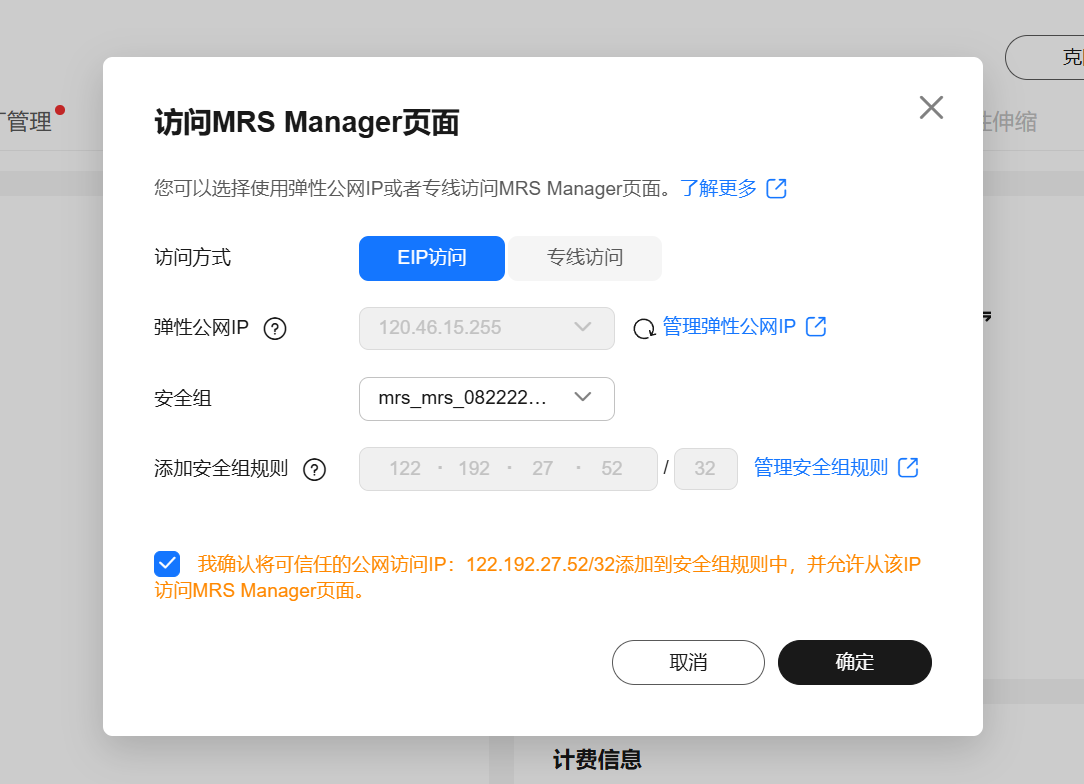 克
管理
性伸缩
访问MRS Manager页面
您可以选择使用弹性公网IP或者专线访问MRS Manager页面。了解更多
访问方式 EIP访问 专线访问
弹性公网IP ? 120.46.15.255 管理弹性公网IP
安全组 mrs_mrs_082222...
添加安全组规则 ? 122 · 192 · 27 · 52 / 32 管理安全组规则
我确认将可信任的公网访问IP：122.192.27.52/32添加到安全组规则中，并允许从该IP
访问MRS Manager页面。
取消 确定
计费信息